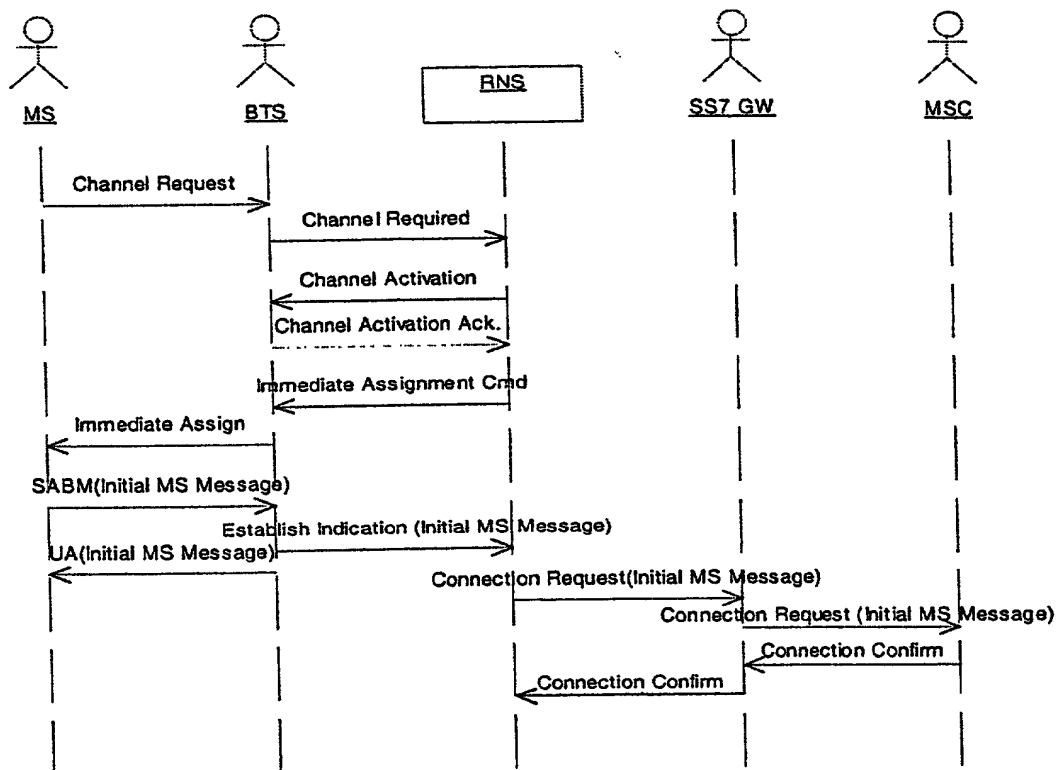 MS
BTS
RNS
SS7 GW
MSC
Channel Request
Channel Required
Channel Activation
Channel Activation Ack.
Immediate Assignment Cmd
Immediate Assign
SABM(Initial MS Message)
Establish Indication (Initial MS Message)
UA(Initial MS Message)
Connection Request(Initial MS Message)
Connection Request (Initial MS Message)
Connection Confirm
Connection Confirm